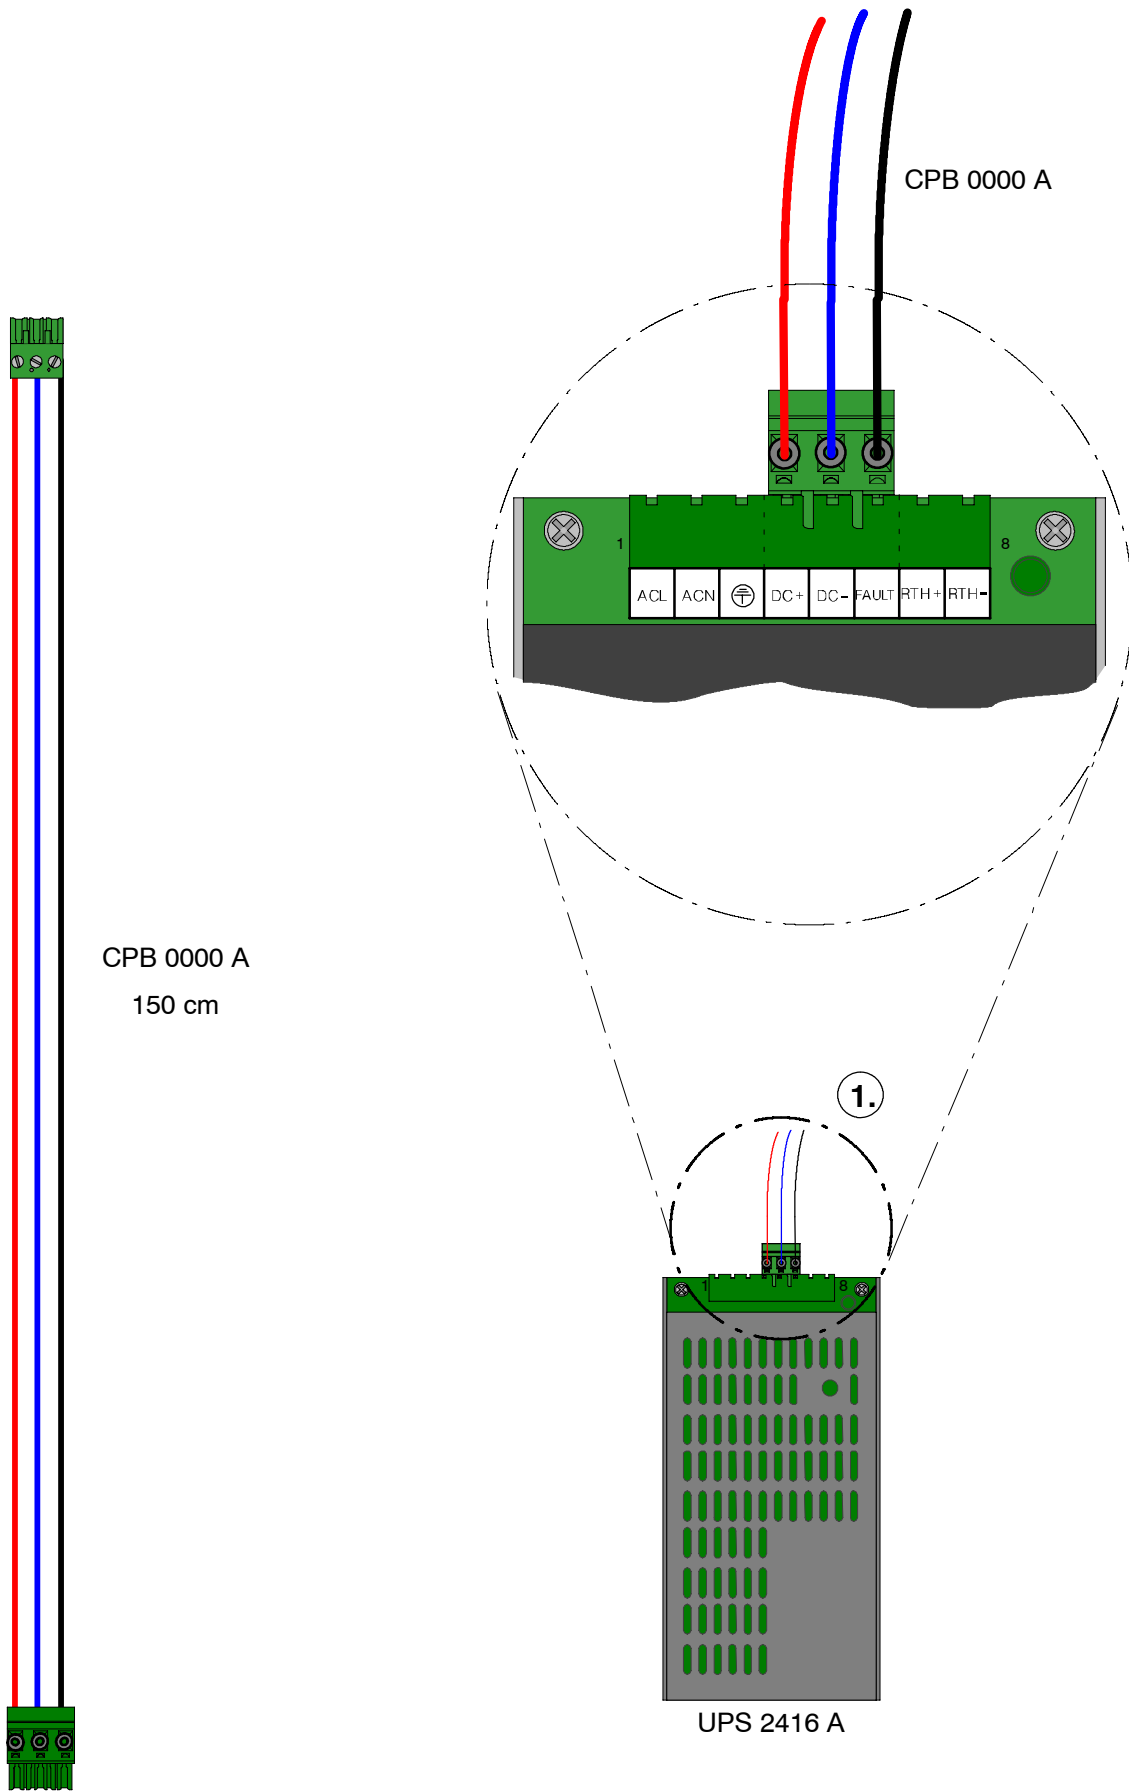 CPB 0000 A
1
8
ACL ACN DC+ DC- FAULT RTH+ RTH-
CPB 0000 A
150 cm
1.
1
8
UPS 2416 A